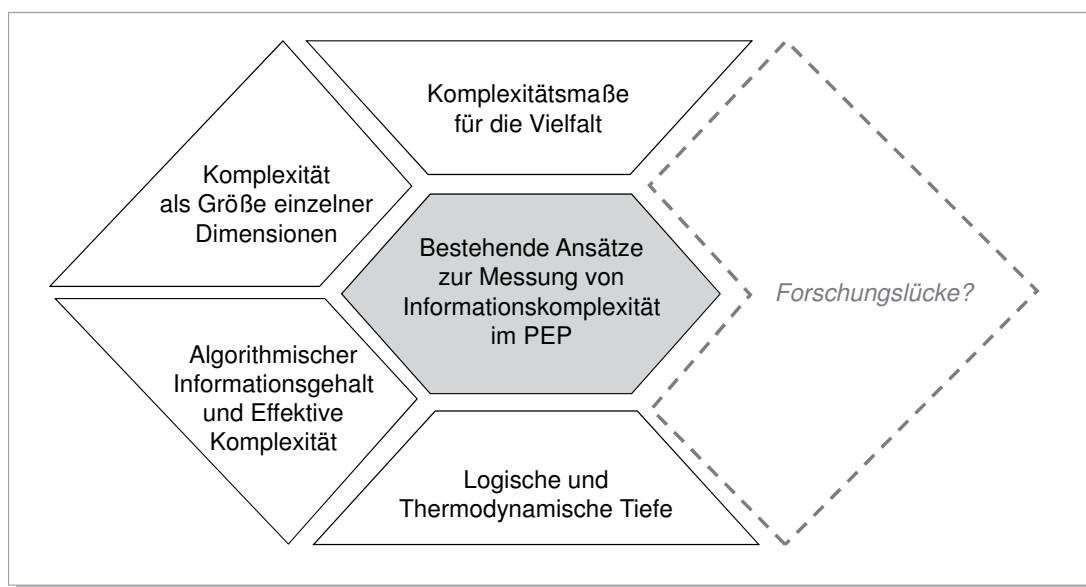 Komplexitätsmaße
für die Vielfalt
Komplexität
als Größe einzelner
Dimensionen
Bestehende Ansätze
zur Messung von
Informationskomplexität
im PEP
Forschungslücke?
Algorithmischer
Informationsgehalt
und Effektive
Komplexität
Logische und
Thermodynamische Tiefe